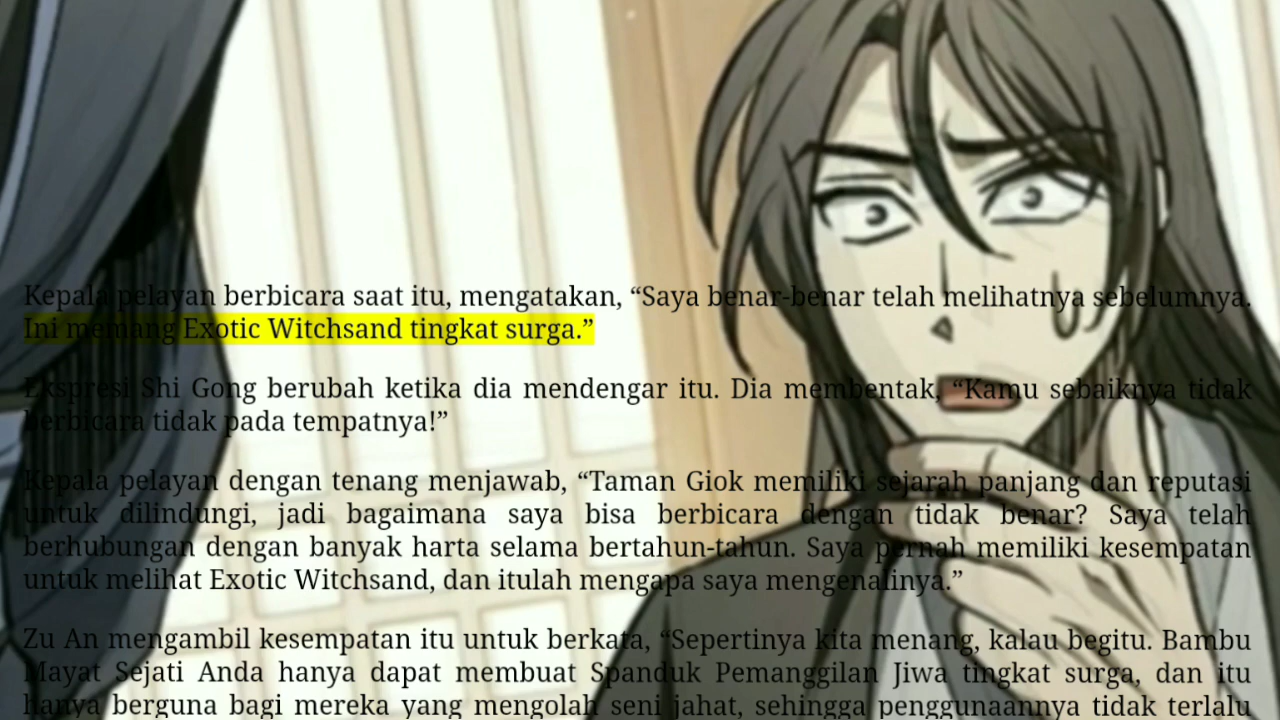 Kepala pelayan berbicara saat itu, mengatakan, “Saya benar-benar telah melihatnya sebelumnya.
Ini memang Exotic Witchsand tingkat surga.”
Ekspresi Shi Gong berubah ketika dia mendengar itu. Dia membentak, “Kamu sebaiknya tidak
berbicara tidak pada tempatnya!”
Kepala pelayan dengan tenang menjawab, “Taman Giok memiliki sejarah panjang dan reputasi
untuk dilindungi, jadi bagaimana saya bisa berbicara dengan tidak benar? Saya telah
berhubungan dengan banyak harta selama bertahun-tahun. Saya pernah memiliki kesempatan
untuk melihat Exotic Witchsand, dan itulah mengapa saya mengenalinya.”
Zu An mengambil kesempatan itu untuk berkata, “Sepertinya kita menang, kalau begitu. Bambu
Mayat Sejati Anda hanya dapat membuat Spanduk Pemanggilan Jiwa tingkat surga, dan itu
hanya berguna bagi mereka yang mengolah seni jahat, sehingga penggunaannya tidak terlalu